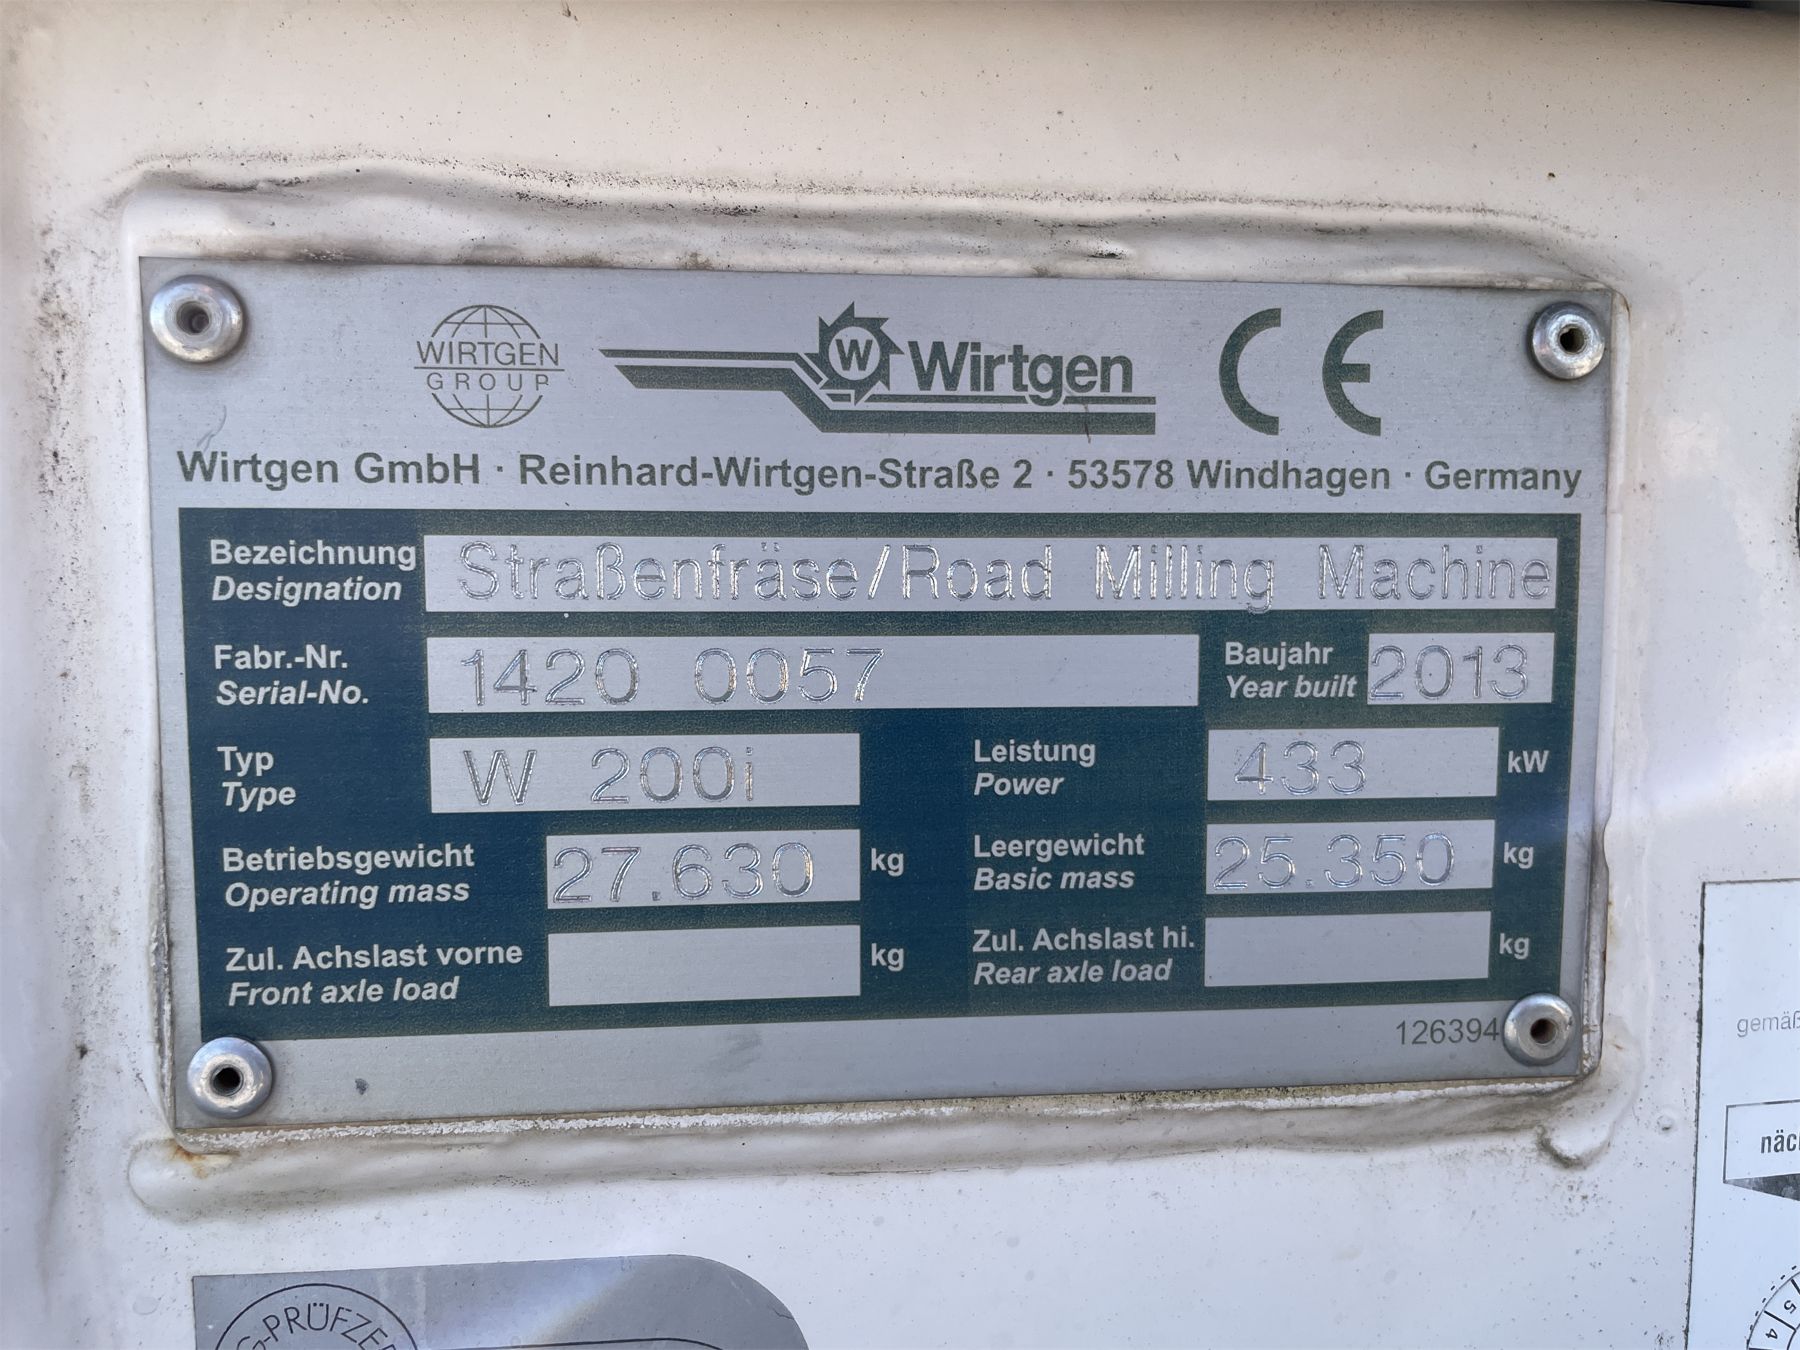 WIRTGEN
GROUP
W Wirtgen
CE
Wirtgen GmbH · Reinhard-Wirtgen-Straße 2 · 53578 Windhagen · Germany
Bezeichnung
Designation
Straßenfräse/Road Milling Machine
Fabr.-Nr.
Serial-No.
1420 0057
Baujahr
Year built
2013
Typ
Type
W 200i
Leistung
Power
433
kW
Betriebsgewicht
Operating mass
27.630
kg
Leergewicht
Basic mass
25.350
kg
Zul. Achslast vorne
Front axle load
kg
Zul. Achslast hi.
Rear axle load
kg
126394
gemäß
5
4